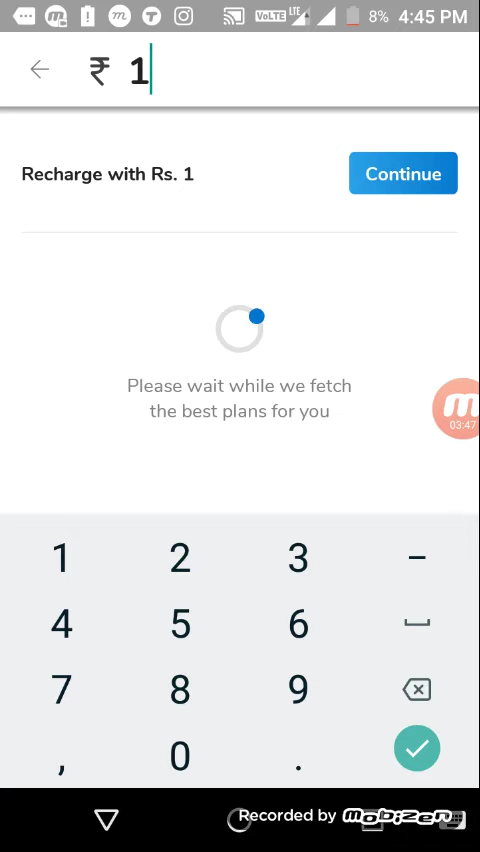 VoLTE LTE 8% 4:45 PM
₹ 1
Recharge with Rs. 1 Continue
Please wait while we fetch
the best plans for you
m
03:47
1 2 3 -
4 5 6
7 8 9
, 0 .
Recorded by mobizen